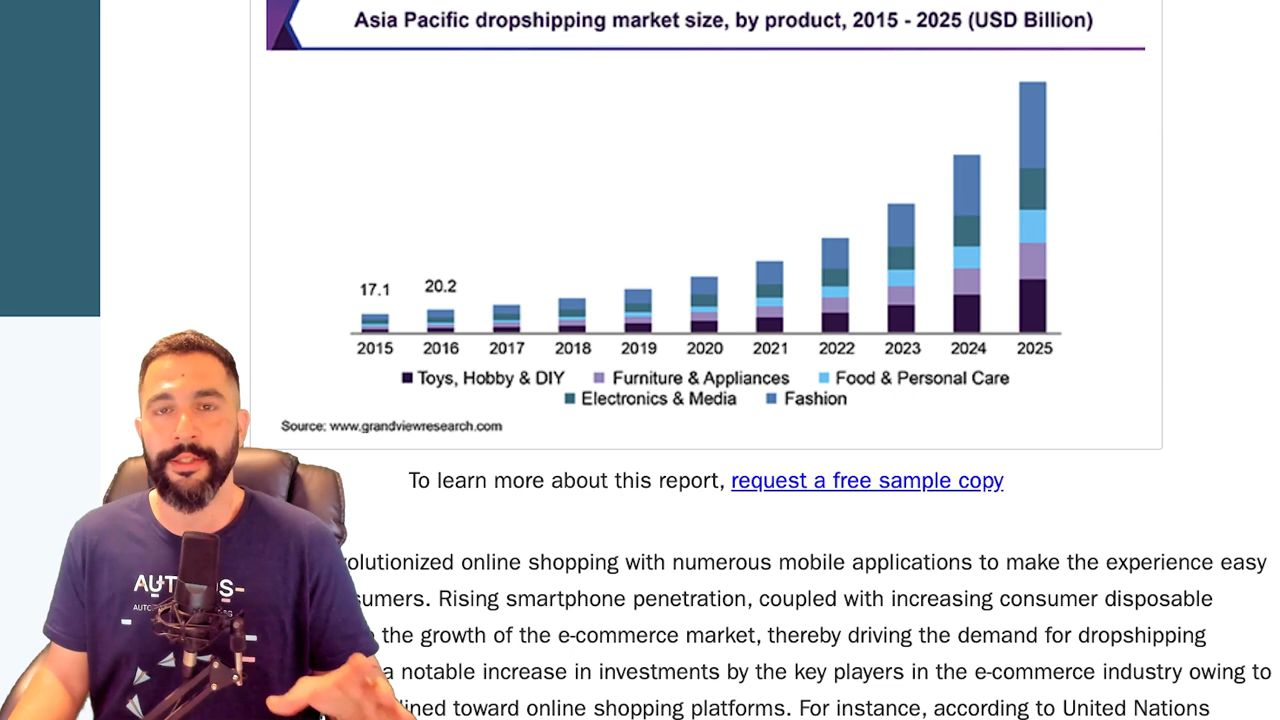 Asia Pacific dropshipping market size, by product, 2015 - 2025 (USD Billion)
17.1
20.2
2015 2016 2017 2018 2019 2020 2021 2022 2023 2024 2025
Toys, Hobby & DIY Furniture & Appliances Food & Personal Care
Electronics & Media Fashion
Source: www.grandviewresearch.com
To learn more about this report, request a free sample copy
olutionized online shopping with numerous mobile applications to make the experience easy
sumers. Rising smartphone penetration, coupled with increasing consumer disposable
the growth of the e-commerce market, thereby driving the demand for dropshipping
a notable increase in investments by the key players in the e-commerce industry owing to
lined toward online shopping platforms. For instance, according to United Nations